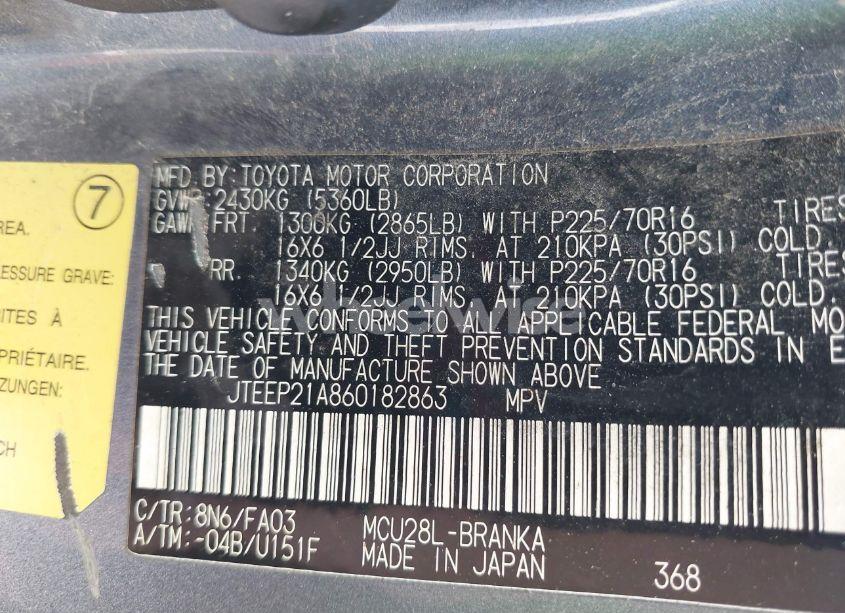 7
REA.
RESSURE GRAVE:
ITES À
PRIÉTAIRE.
ZUNGEN:
CH
MFD BY:TOYOTA MOTOR CORPORATION
GVWR:2430KG (5360LB)
GAWR FRT. 1300KG (2865LB) WITH P225/70R16 TIRES
16X6 1/2JJ RIMS. AT 210KPA (30PSI) COLD.
RR. 1340KG (2950LB) WITH P225/70R16 TIRES
16X6 1/2JJ RIMS. AT 210KPA (30PSI) COLD.
THIS VEHICLE CONFORMS TO ALL APPLICABLE FEDERAL MO
VEHICLE SAFETY AND THEFT PREVENTION STANDARDS IN E
THE DATE OF MANUFACTURE SHOWN ABOVE.
JTEEP21A860182863 MPV
C/TR: 8N6/FA03 MCU28L-BRANKA
A/TM:-04B/U151F MADE IN JAPAN 368